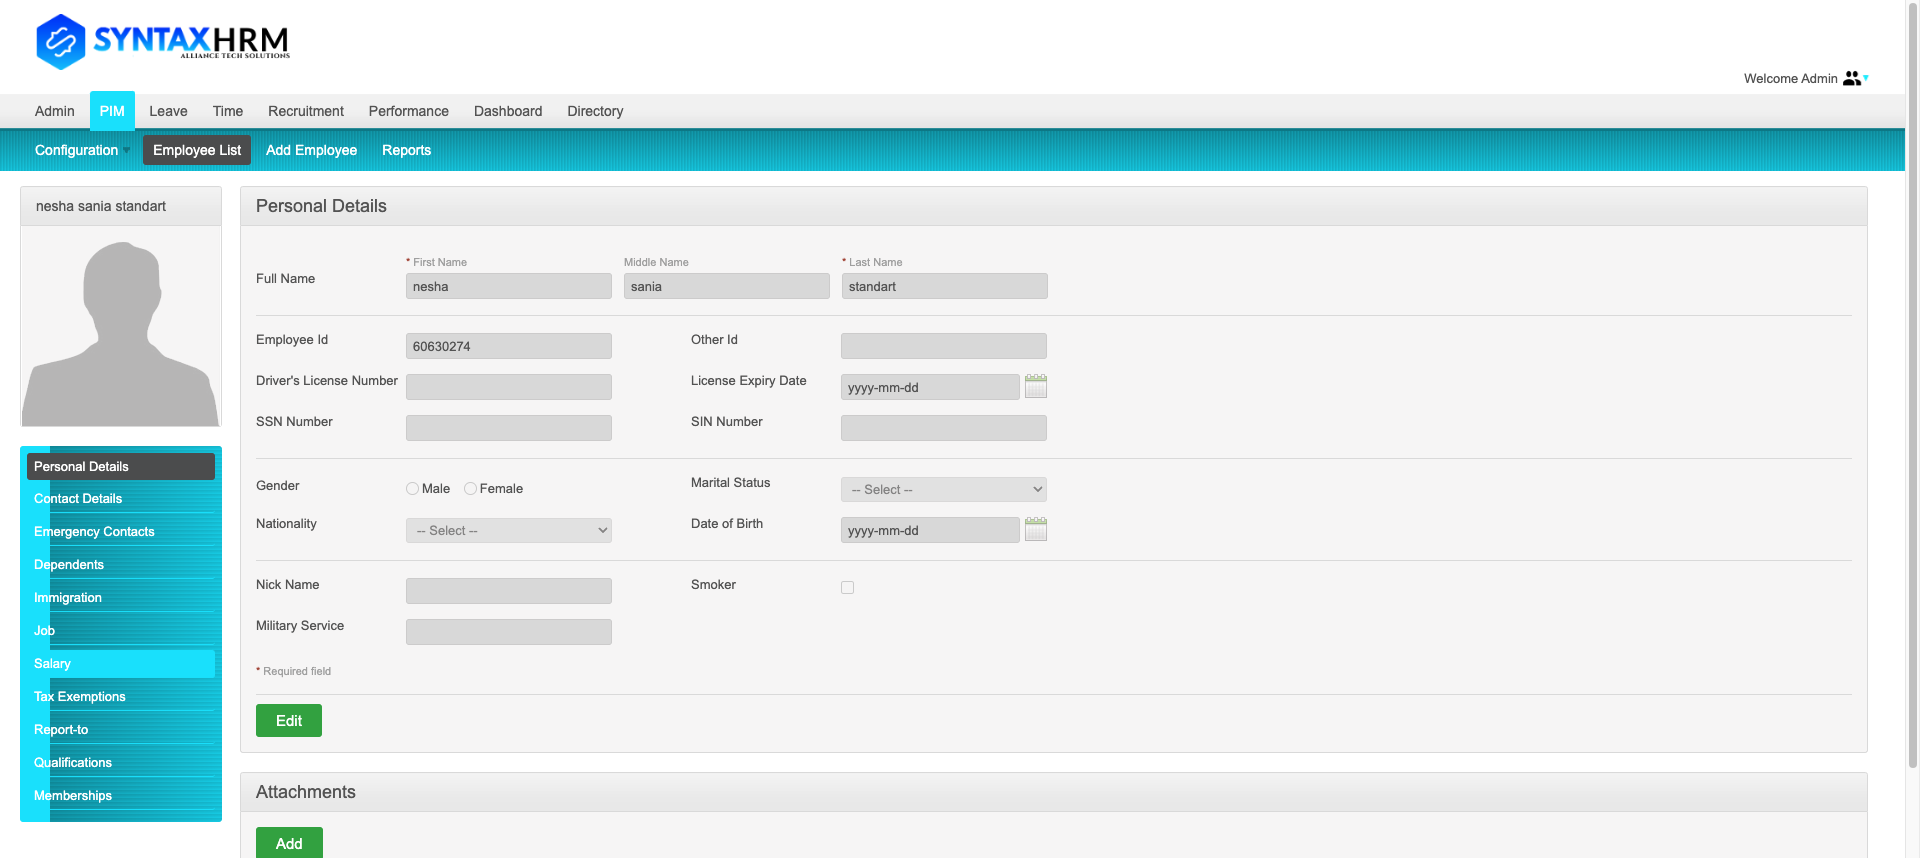 SYNTAXHRM
ALLIANCE TECH SOLUTIONS
Welcome Admin
Admin PIM Leave Time Recruitment Performance Dashboard Directory
Configuration Employee List Add Employee Reports
nesha sania standart
Personal Details
Contact Details
Emergency Contacts
Dependents
Immigration
Job
Salary
Tax Exemptions
Report-to
Qualifications
Memberships
Personal Details
* First Name Middle Name * Last Name
Full Name nesha sania standart
Employee Id 60630274 Other Id
Driver's License Number License Expiry Date yyyy-mm-dd
SSN Number SIN Number
Gender Male Female Marital Status -- Select --
Nationality -- Select -- Date of Birth yyyy-mm-dd
Nick Name Smoker
Military Service
* Required field
Edit
Attachments
Add